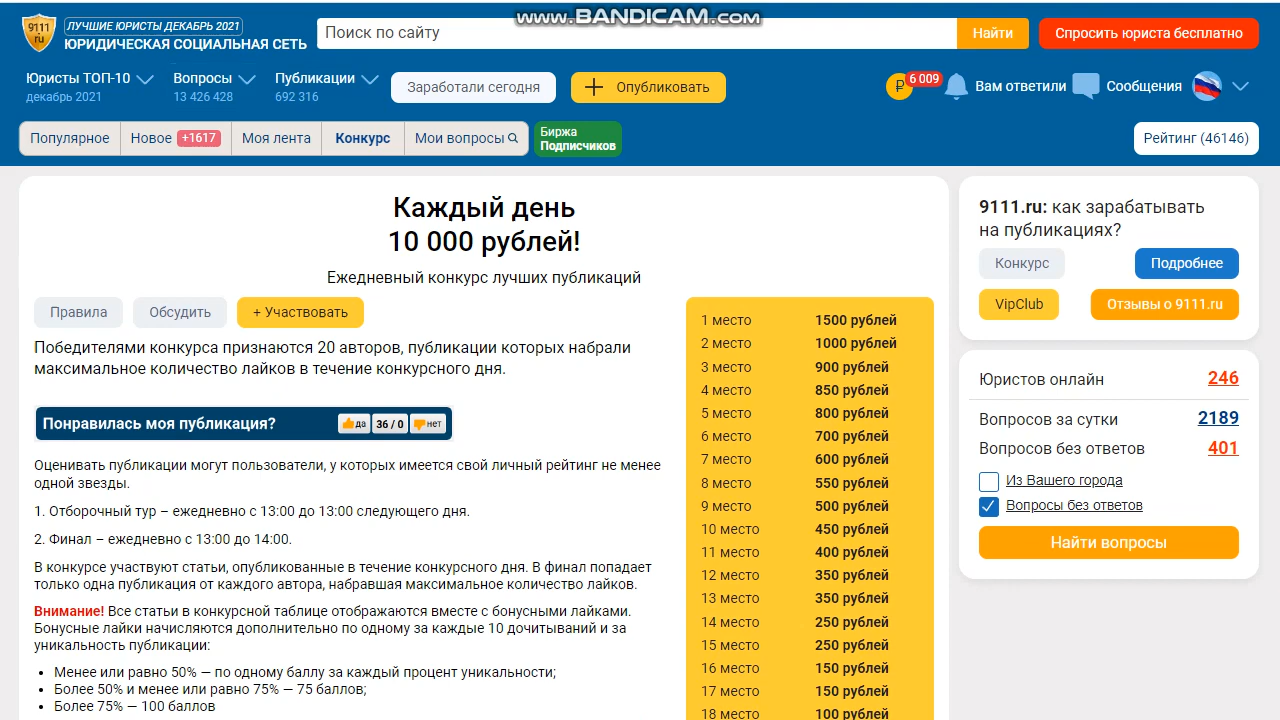 www.BANDICAM.com
9111
ru
ЛУЧШИЕ ЮРИСТЫ ДЕКАБРЬ 2021
ЮРИДИЧЕСКАЯ СОЦИАЛЬНАЯ СЕТЬ
Поиск по сайту
Найти
Спросить юриста бесплатно
Юристы ТОП-10
декабрь 2021
Вопросы
13 426 428
Публикации
692 316
Заработали сегодня
Опубликовать
₽
6 009
Вам ответили
Сообщения
Популярное
Новое +1617
Моя лента
Конкурс
Мои вопросы
Биржа
Подписчиков
Рейтинг (46146)
Каждый день
10 000 рублей!
Ежедневный конкурс лучших публикаций
Правила
Обсудить
+ Участвовать
Победителями конкурса признаются 20 авторов, публикации которых набрали
максимальное количество лайков в течение конкурсного дня.
Понравилась моя публикация?
да
36 / 0
нет
Оценивать публикации могут пользователи, у которых имеется свой личный рейтинг не менее
одной звезды.
1. Отборочный тур – ежедневно с 13:00 до 13:00 следующего дня.
2. Финал – ежедневно с 13:00 до 14:00.
В конкурсе участвуют статьи, опубликованные в течение конкурсного дня. В финал попадает
только одна публикация от каждого автора, набравшая максимальное количество лайков.
Внимание! Все статьи в конкурсной таблице отображаются вместе с бонусными лайками.
Бонусные лайки начисляются дополнительно по одному за каждые 10 дочитываний и за
уникальность публикации:
• Менее или равно 50% — по одному баллу за каждый процент уникальности;
• Более 50% и менее или равно 75% — 75 баллов;
• Более 75% — 100 баллов
1 место 1500 рублей
2 место 1000 рублей
3 место 900 рублей
4 место 850 рублей
5 место 800 рублей
6 место 700 рублей
7 место 600 рублей
8 место 550 рублей
9 место 500 рублей
10 место 450 рублей
11 место 400 рублей
12 место 350 рублей
13 место 350 рублей
14 место 250 рублей
15 место 250 рублей
16 место 150 рублей
17 место 150 рублей
18 место 100 рублей
9111.ru: как зарабатывать
на публикациях?
Конкурс
Подробнее
VipClub
Отзывы о 9111.ru
Юристов онлайн 246
Вопросов за сутки 2189
Вопросов без ответов 401
Из Вашего города
Вопросы без ответов
Найти вопросы